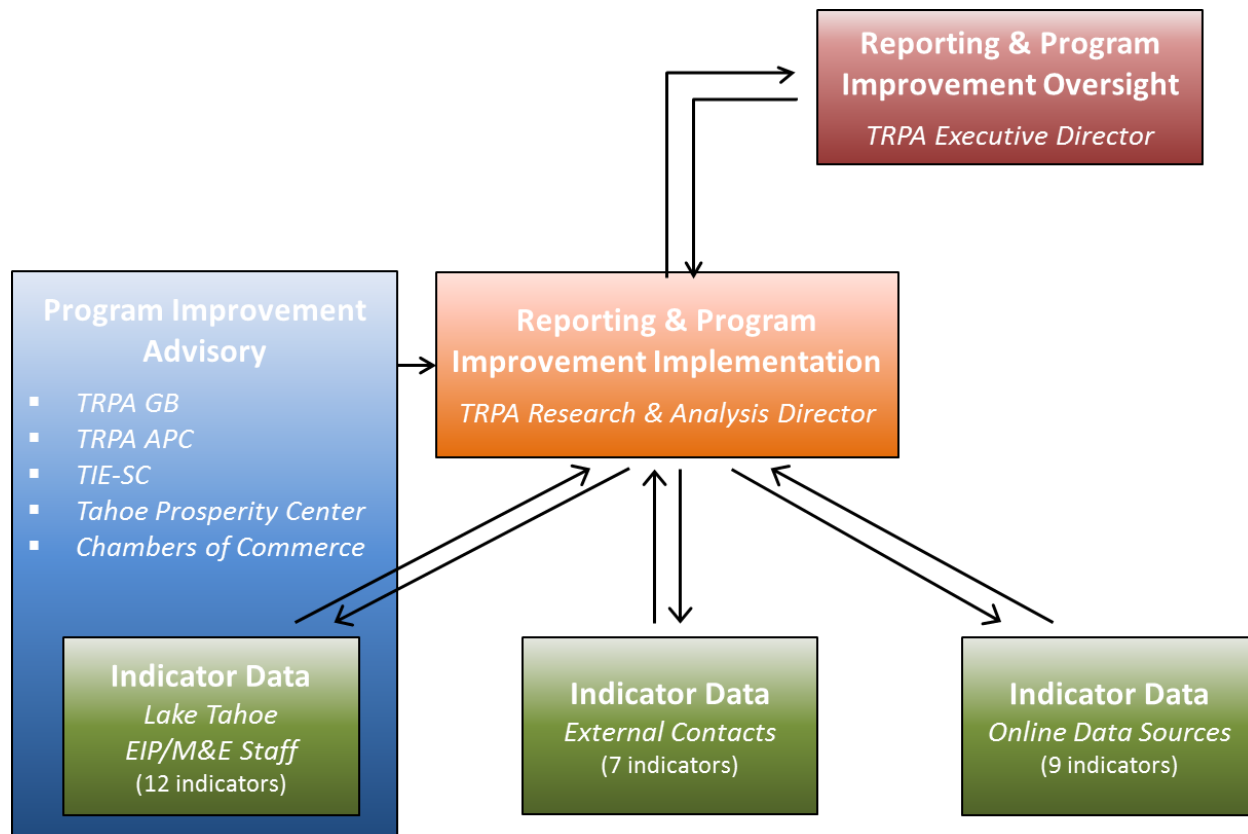 Reporting & Program
Improvement Oversight
TRPA Executive Director
Program Improvement
Advisory
▪ TRPA GB
▪ TRPA APC
▪ TIE-SC
▪ Tahoe Prosperity Center
▪ Chambers of Commerce
Reporting & Program
Improvement Implementation
TRPA Research & Analysis Director
Indicator Data
Lake Tahoe
EIP/M&E Staff
(12 indicators)
Indicator Data
External Contacts
(7 indicators)
Indicator Data
Online Data Sources
(9 indicators)